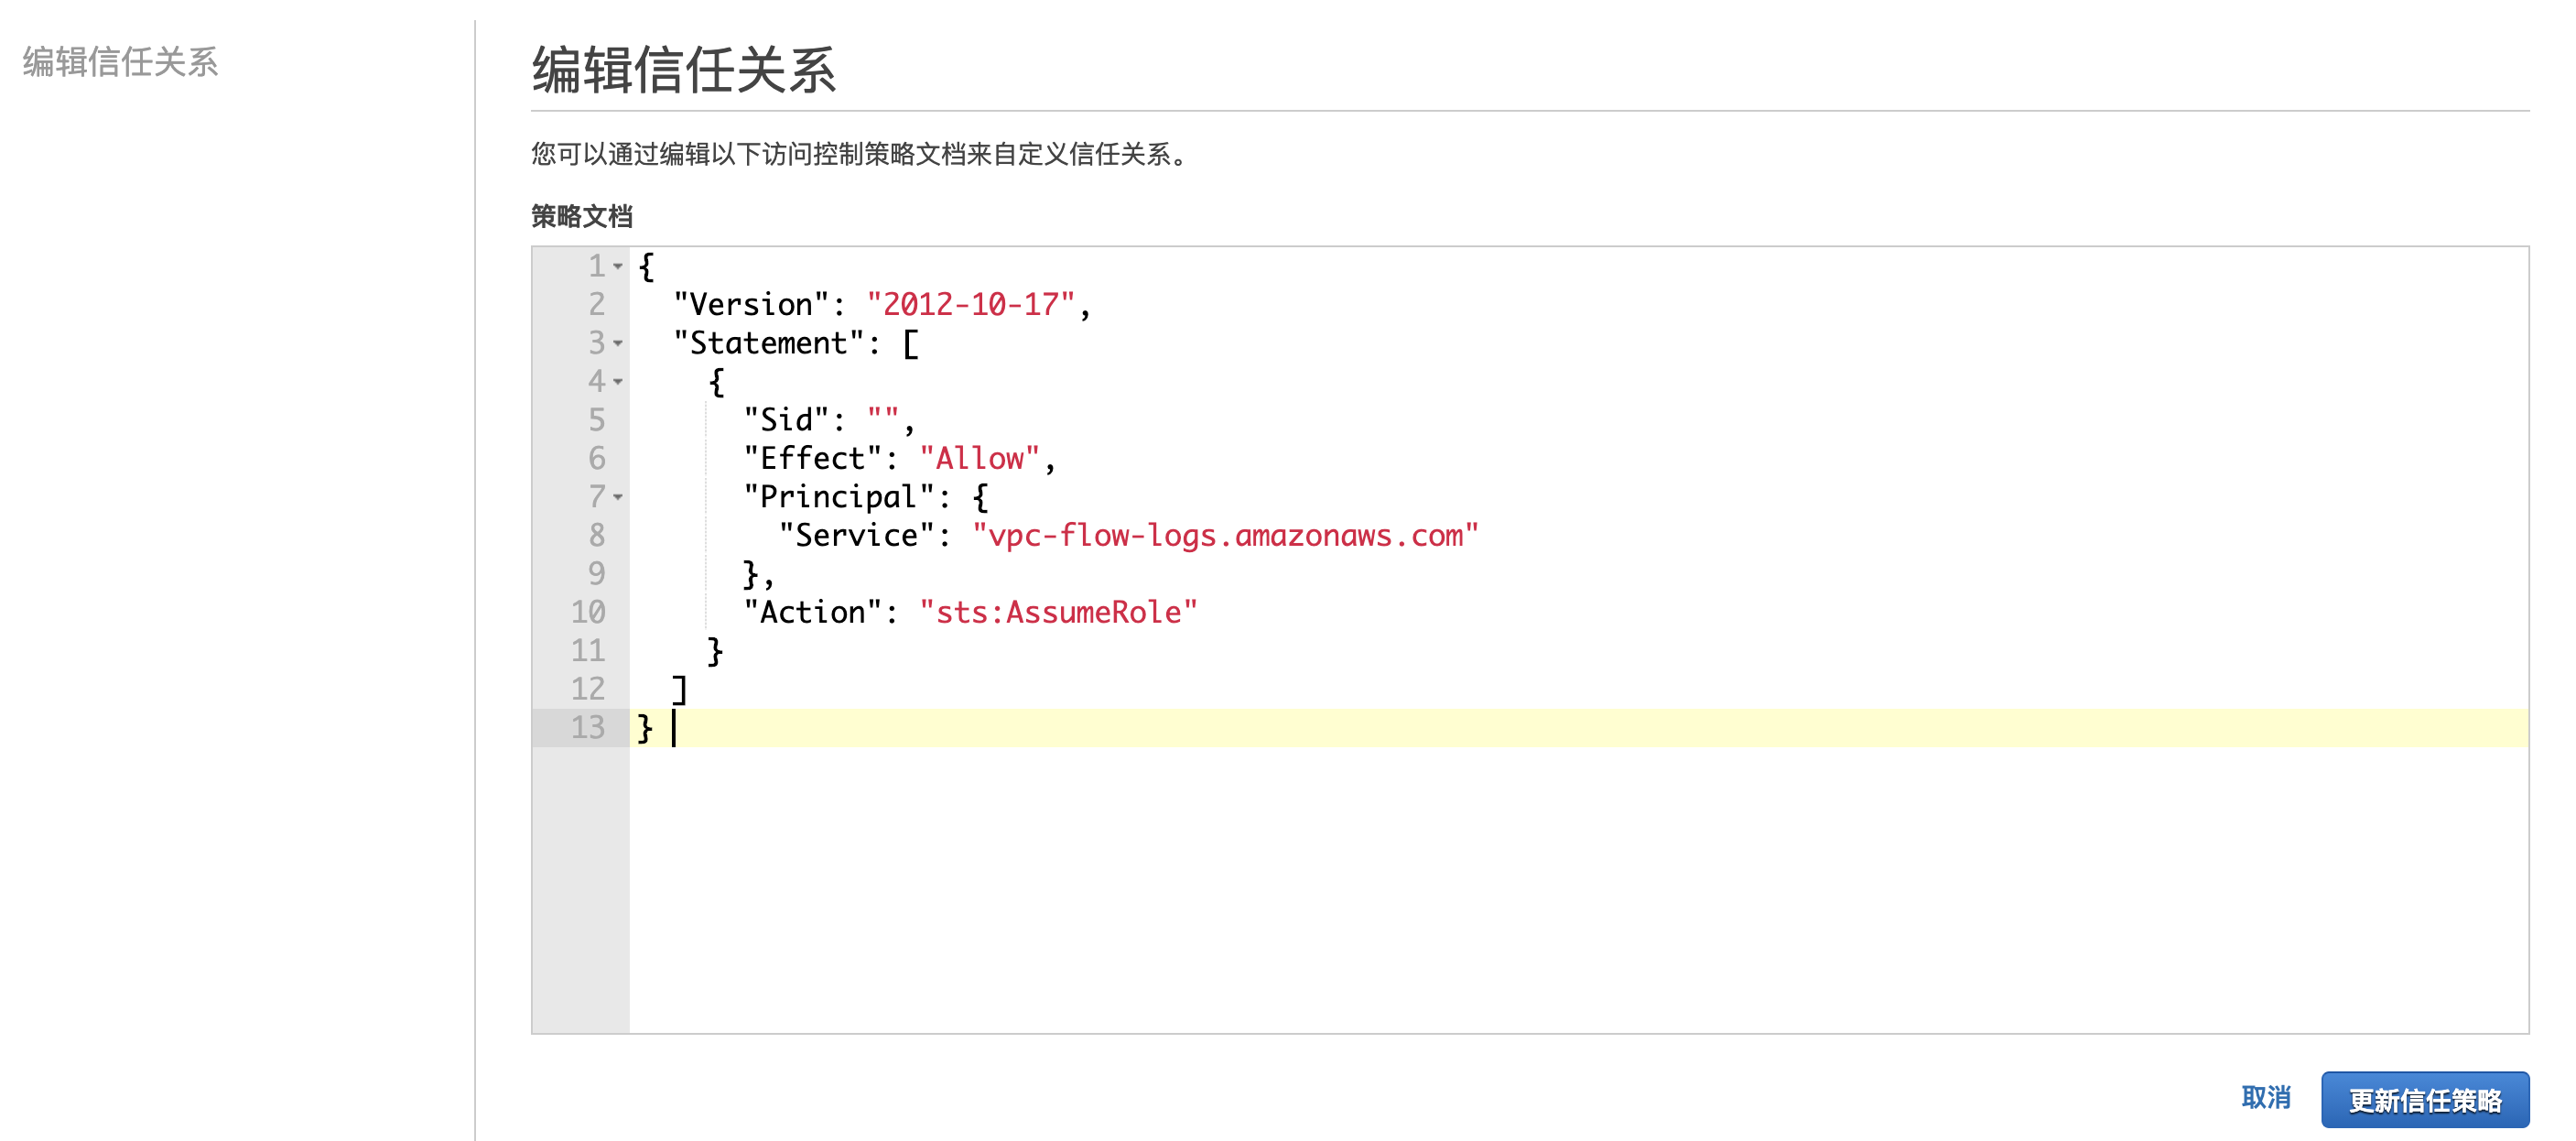 编辑信任关系
编辑信任关系
您可以通过编辑以下访问控制策略文档来自定义信任关系。
策略文档
1 {
2   "Version": "2012-10-17",
3   "Statement": [
4     {
5       "Sid": "",
6       "Effect": "Allow",
7       "Principal": {
8         "Service": "vpc-flow-logs.amazonaws.com"
9       },
10       "Action": "sts:AssumeRole"
11     }
12   ]
13 }
取消 更新信任策略